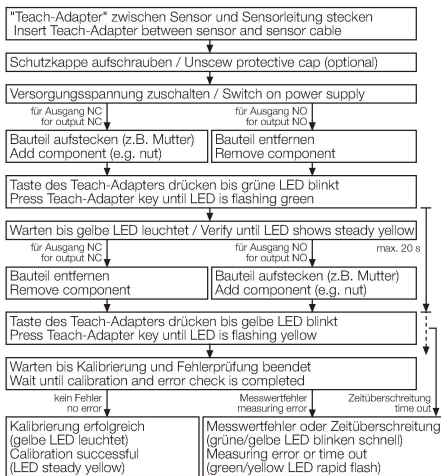 "Teach-Adapter" zwischen Sensor und Sensorleitung stecken
Insert Teach-Adapter between sensor and sensor cable
Schutzkappe aufschrauben / Unscew protective cap (optional)
Versorgungsspannung zuschalten / Switch on power supply
für Ausgang NC
for output NC
für Ausgang NO
for output NO
Bauteil aufstecken (z.B. Mutter)
Add component (e.g. nut)
Bauteil entfernen
Remove component
Taste des Teach-Adapters drücken bis grüne LED blinkt
Press Teach-Adapter key until LED is flashing green
Warten bis gelbe LED leuchtet / Verify until LED shows steady yellow
für Ausgang NC
for output NC
für Ausgang NO
for output NO
max. 20 s
Bauteil entfernen
Remove component
Bauteil aufstecken (z.B. Mutter)
Add component (e.g. nut)
Taste des Teach-Adapters drücken bis gelbe LED blinkt
Press Teach-Adapter key until LED is flashing yellow
Warten bis Kalibrierung und Fehlerprüfung beendet
Wait until calibration and error check is completed
kein Fehler
no error
Messwertfehler
measuring error
Zeitüberschreitung
time out
Kalibrierung erfolgreich
(gelbe LED leuchtet)
Calibration successful
(LED steady yellow)
Messwertfehler oder Zeitüberschreitung
(grüne/gelbe LED blinken schnell)
Measuring error or time out
(green/yellow LED rapid flash)